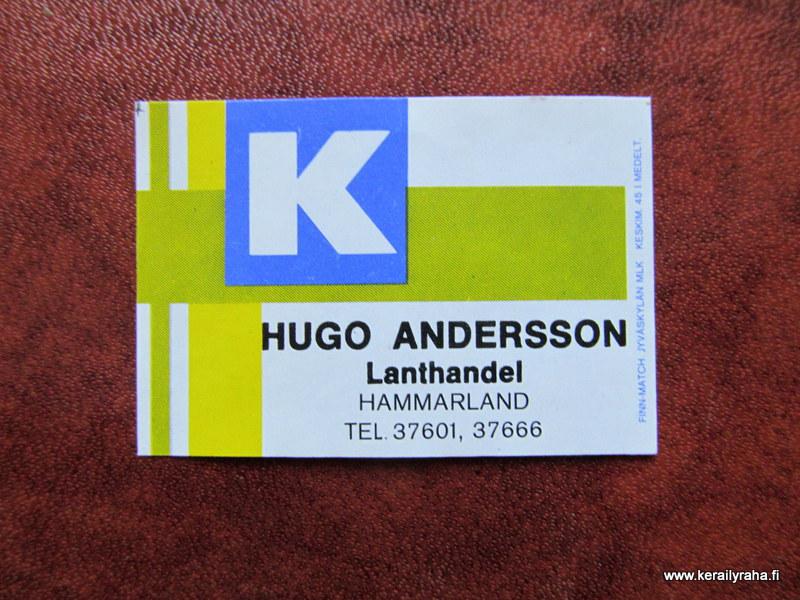 K
HUGO ANDERSSON
Lanthandel
HAMMARLAND
TEL. 37601, 37666
FINN-MATCH JYVÄSKYLÄN MLK KESKIM. 45 I MEDELT.
www.kerailyraha.fi